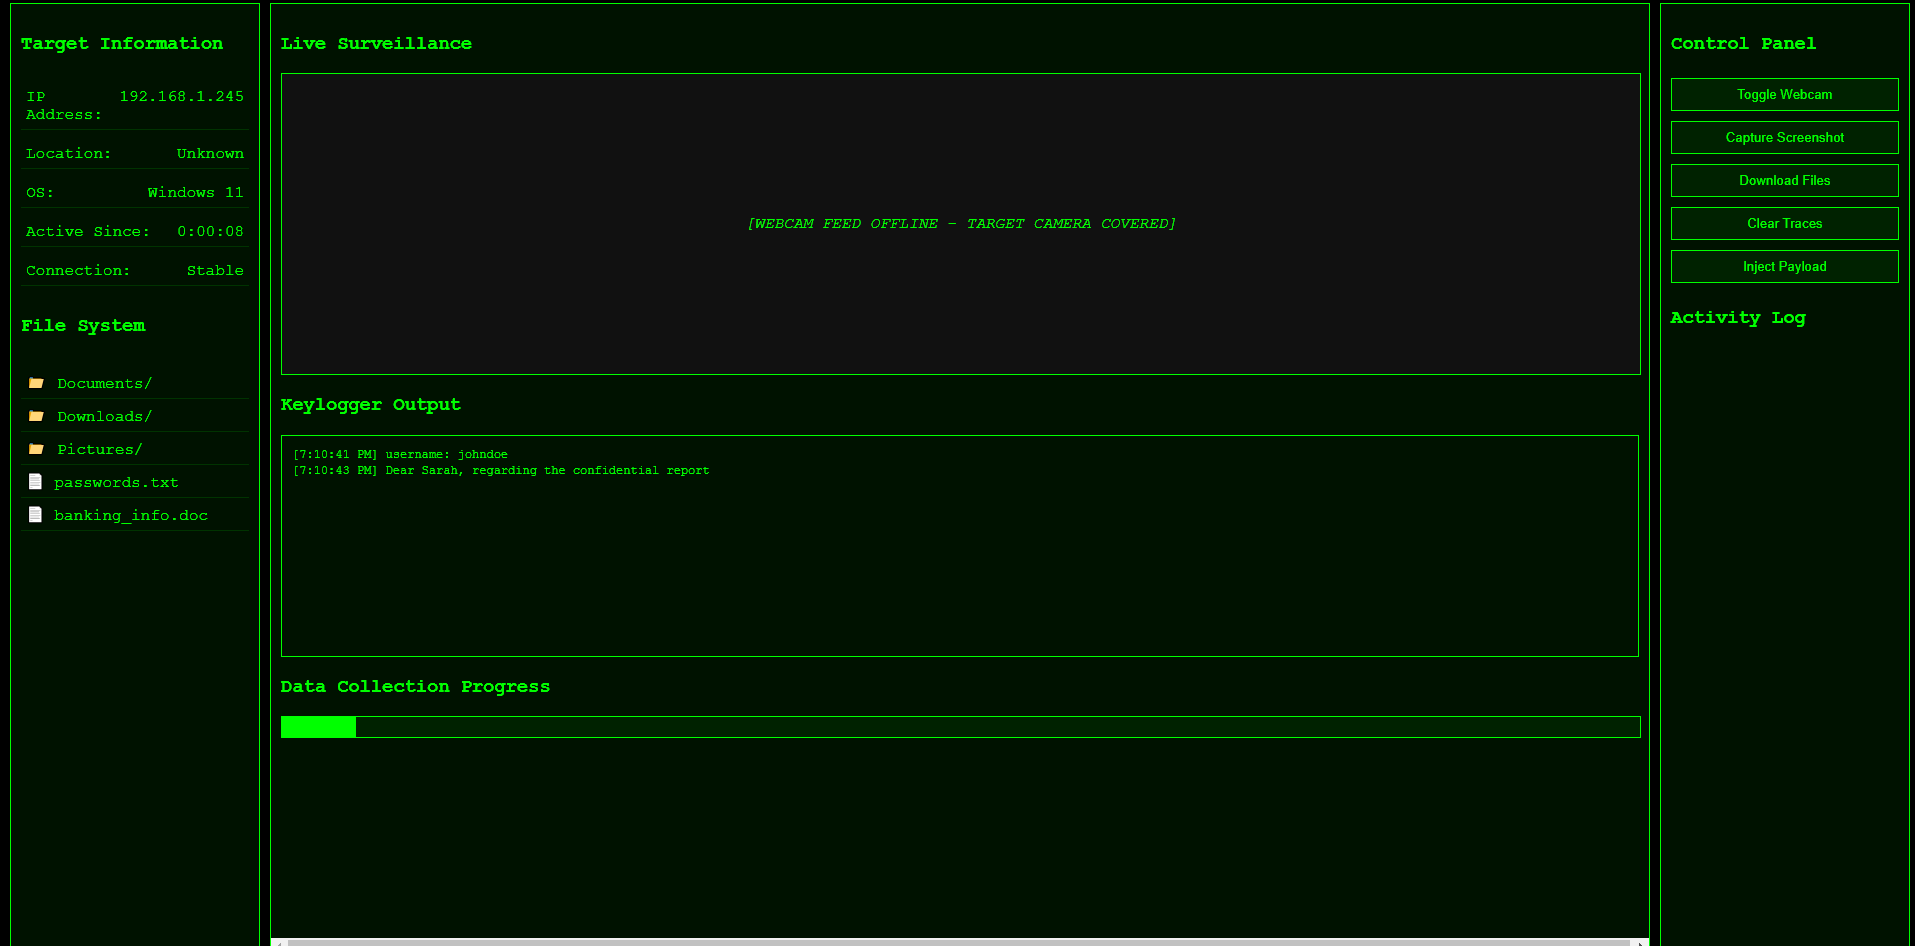 Target Information
IP Address: 192.168.1.245
Location: Unknown
OS: Windows 11
Active Since: 0:00:08
Connection: Stable
File System
Documents/
Downloads/
Pictures/
passwords.txt
banking_info.doc
Live Surveillance
[WEBCAM FEED OFFLINE - TARGET CAMERA COVERED]
Keylogger Output
[7:10:41 PM] username: johndoe
[7:10:43 PM] Dear Sarah, regarding the confidential report
Data Collection Progress
Control Panel
Toggle Webcam
Capture Screenshot
Download Files
Clear Traces
Inject Payload
Activity Log